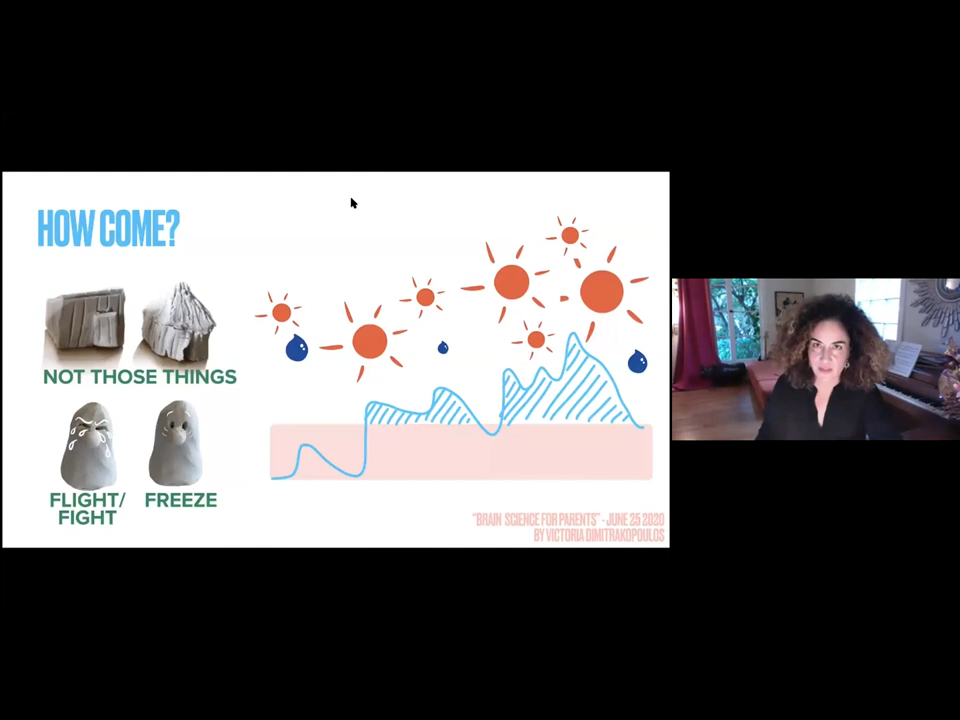 HOW COME?
NOT THOSE THINGS
FLIGHT/
FIGHT
FREEZE
"BRAIN SCIENCE FOR PARENTS" - JUNE 25 2020
BY VICTORIA DIMITRAKOPOULOS